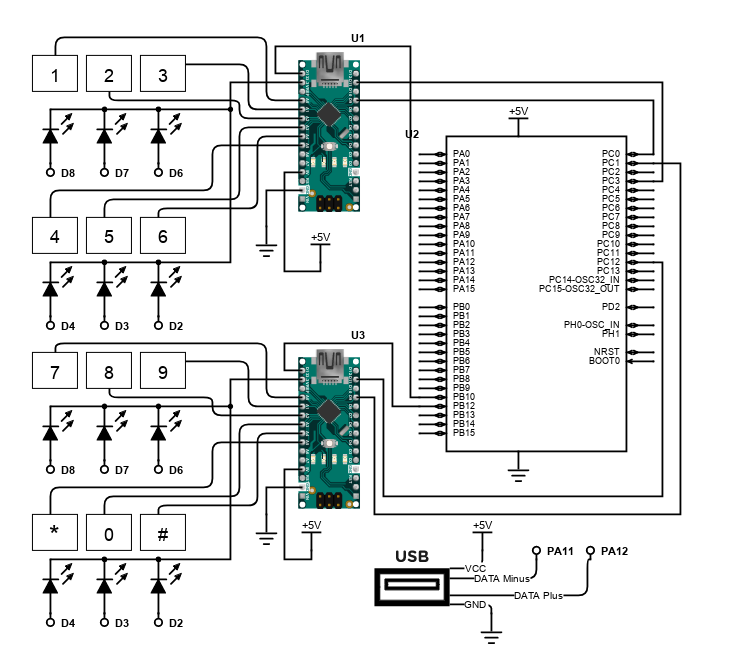 U1
1
2
3
D8
D7
D6
4
5
6
+5V
D4
D3
D2
U2
+5V
PA0
PA1
PA2
PA3
PA4
PA5
PA6
PA7
PA8
PA9
PA10
PA11
PA12
PA13
PA14
PA15
PB0
PB1
PB2
PB3
PB4
PB5
PB6
PB7
PB8
PB9
PB10
PB12
PB13
PB14
PB15
PC0
PC1
PC2
PC3
PC4
PC5
PC6
PC7
PC8
PC9
PC10
PC11
PC12
PC13
PC14-OSC32_IN
PC15-OSC32_OUT
PD2
PH0-OSC_IN
PH1
NRST
BOOT0
U3
7
8
9
D8
D7
D6
*
0
#
+5V
D4
D3
D2
+5V
USB
VCC
DATA Minus
DATA Plus
GND
PA11
PA12